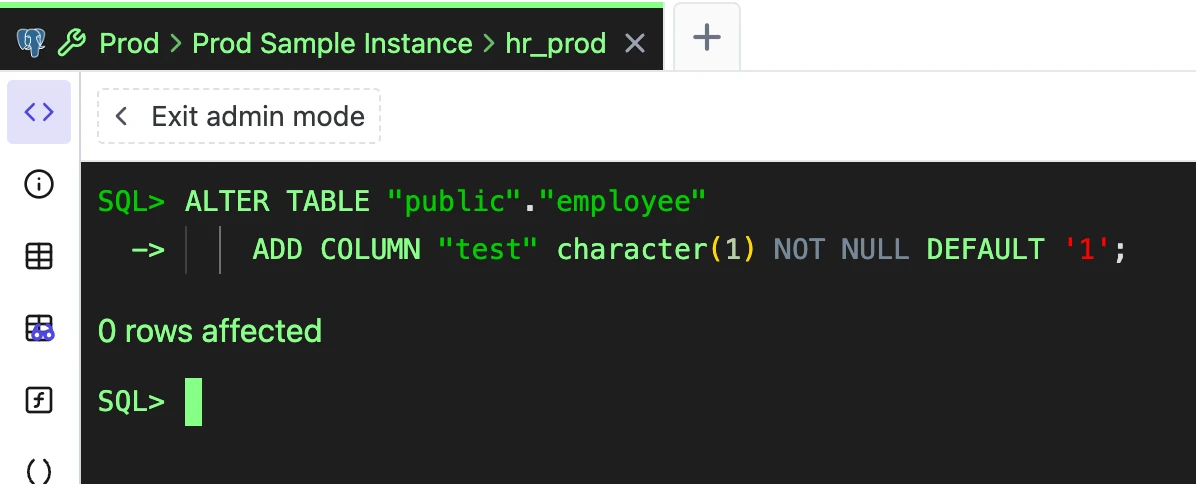 Prod > Prod Sample Instance > hr_prod
Exit admin mode
SQL> ALTER TABLE "public"."employee"
-> ADD COLUMN "test" character(1) NOT NULL DEFAULT '1';
0 rows affected
SQL>